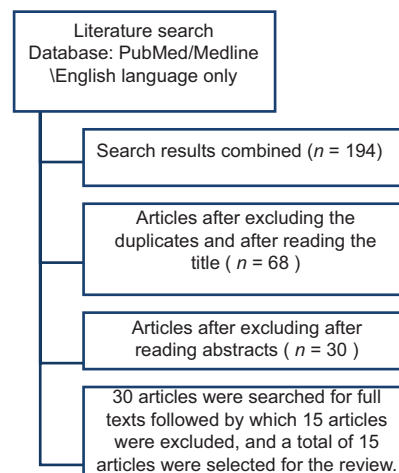 Literature search
Database: PubMed/Medline
\English language only
Search results combined (n = 194)
Articles after excluding the
duplicates and after reading the
title ( n = 68 )
Articles after excluding after
reading abstracts ( n = 30 )
30 articles were searched for full
texts followed by which 15 articles
were excluded, and a total of 15
articles were selected for the review.